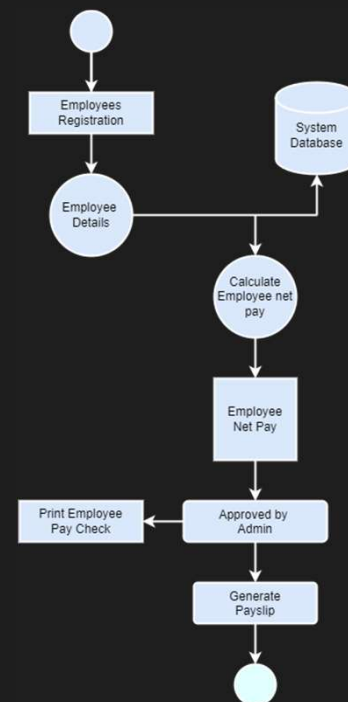 Employees
Registration
System
Database
Employee
Details
Calculate
Employee net
pay
Employee
Net Pay
Print Employee
Pay Check
Approved by
Admin
Generate
Payslip